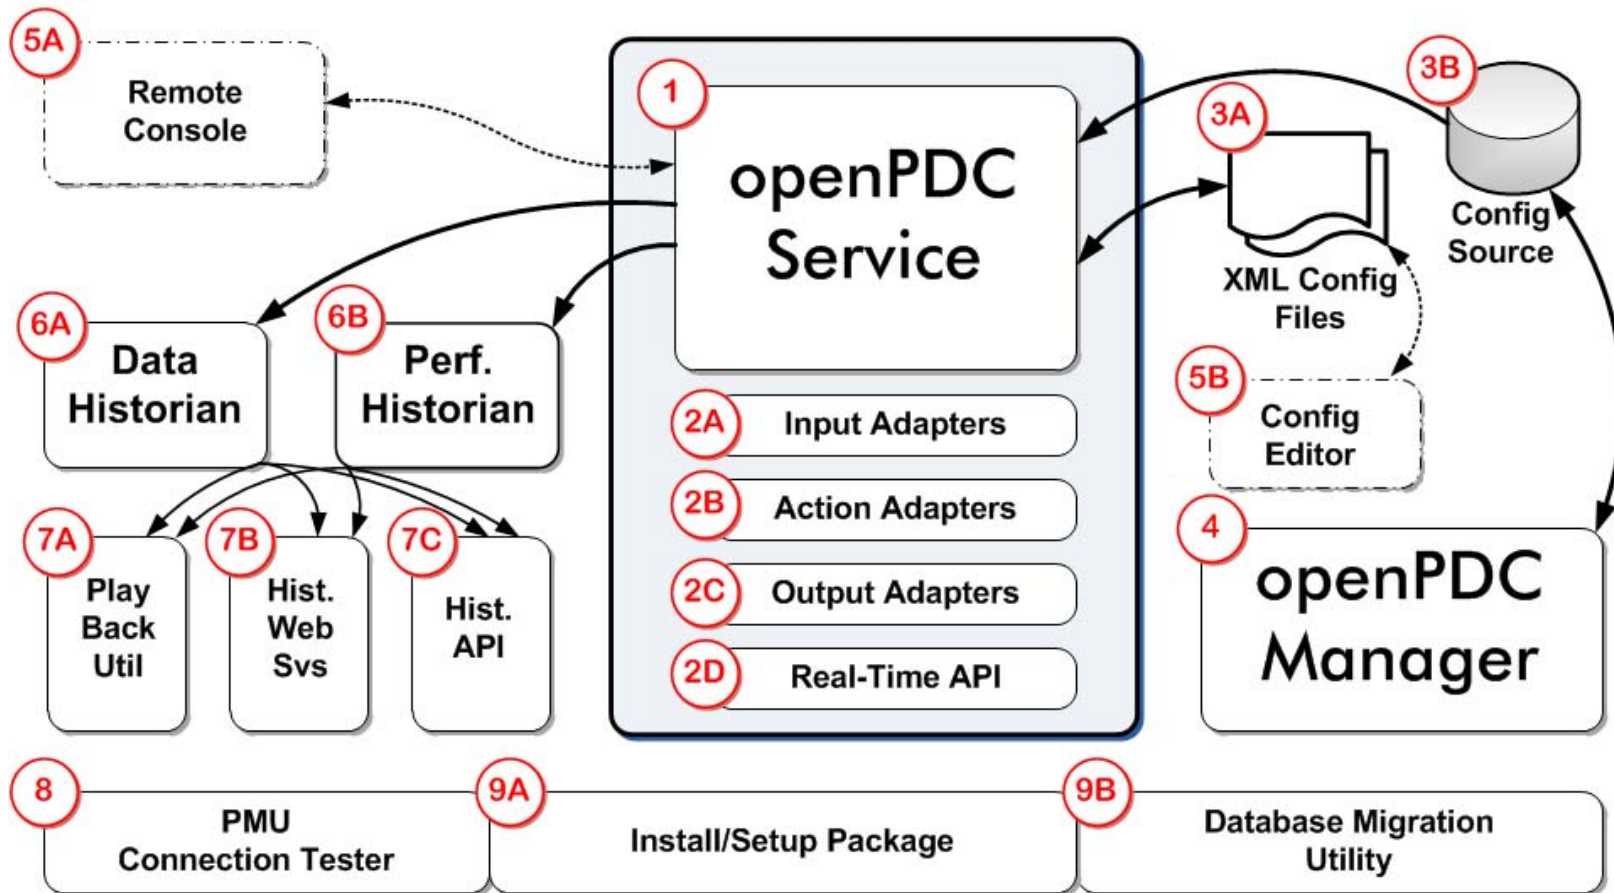 5A
Remote
Console
1
openPDC
Service
3A
XML Config
Files
3B
Config
Source
6A
Data
Historian
6B
Perf.
Historian
2A
Input Adapters
2B
Action Adapters
2C
Output Adapters
2D
Real-Time API
5B
Config
Editor
4
openPDC
Manager
7A
Play
Back
Util
7B
Hist.
Web
Svs
7C
Hist.
API
8
PMU
Connection Tester
9A
Install/Setup Package
9B
Database Migration
Utility